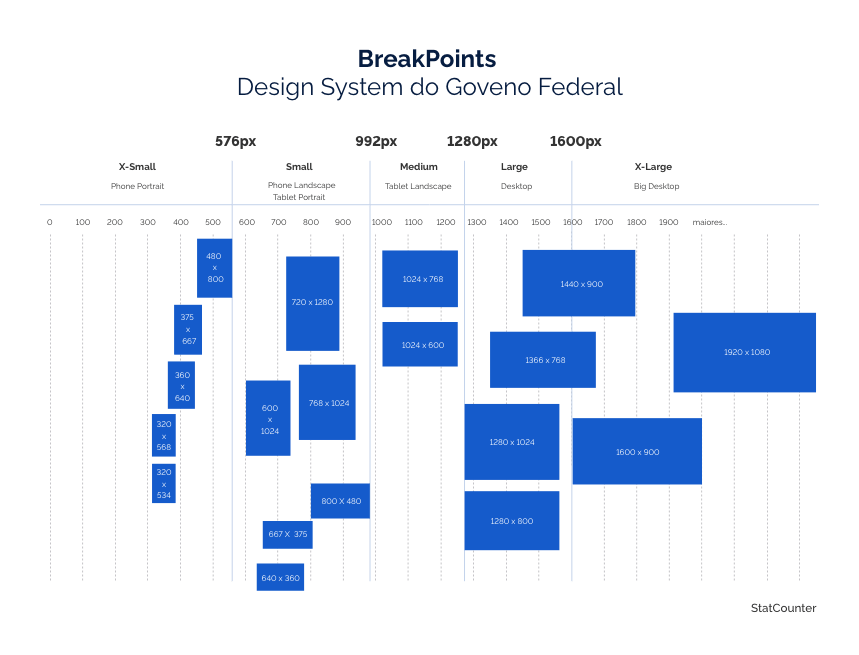 BreakPoints
Design System do Goveno Federal
576px 992px 1280px 1600px
X-Small Small Medium Large X-Large
Phone Portrait Phone Landscape Tablet Landscape Desktop Big Desktop
Tablet Portrait
0 100 200 300 400 500 600 700 800 900 1000 1100 1200 1300 1400 1500 1600 1700 1800 1900 maiores..
480
x
800
375
x
667
360
x
640
320
x
568
320
x
534
720 x 1280
768 x 1024
600
x
1024
800 X 480
667 X 375
640 x 360
1024 x 768
1024 x 600
1440 x 900
1366 x 768
1280 x 1024
1280 x 800
1920 x 1080
1600 x 900
StatCounter